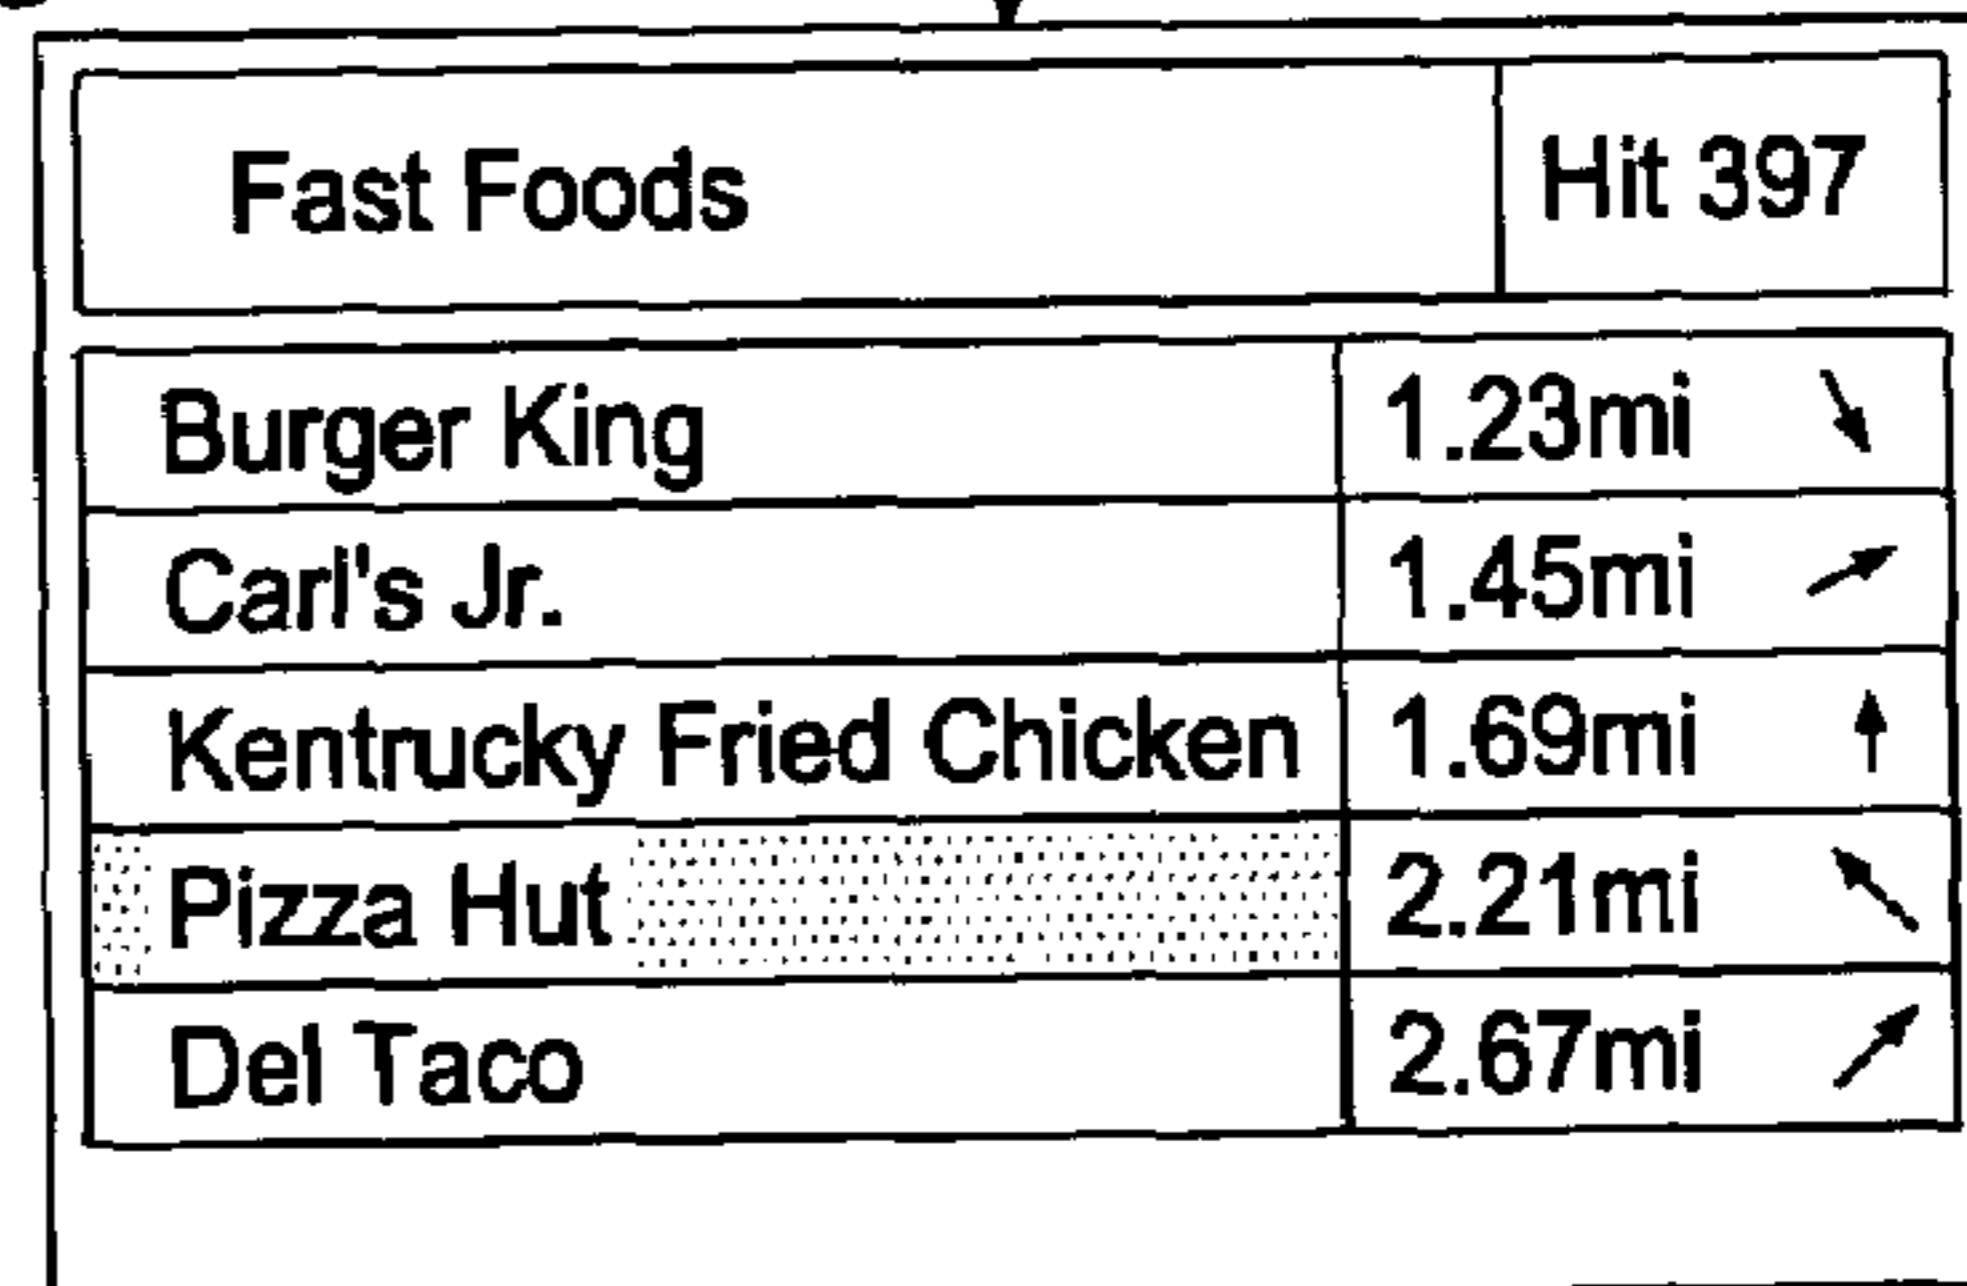 Fast Foods Hit 397
Burger King 1.23mi
Carl's Jr. 1.45mi
Kentrucky Fried Chicken 1.69mi
Pizza Hut 2.21mi
Del Taco 2.67mi